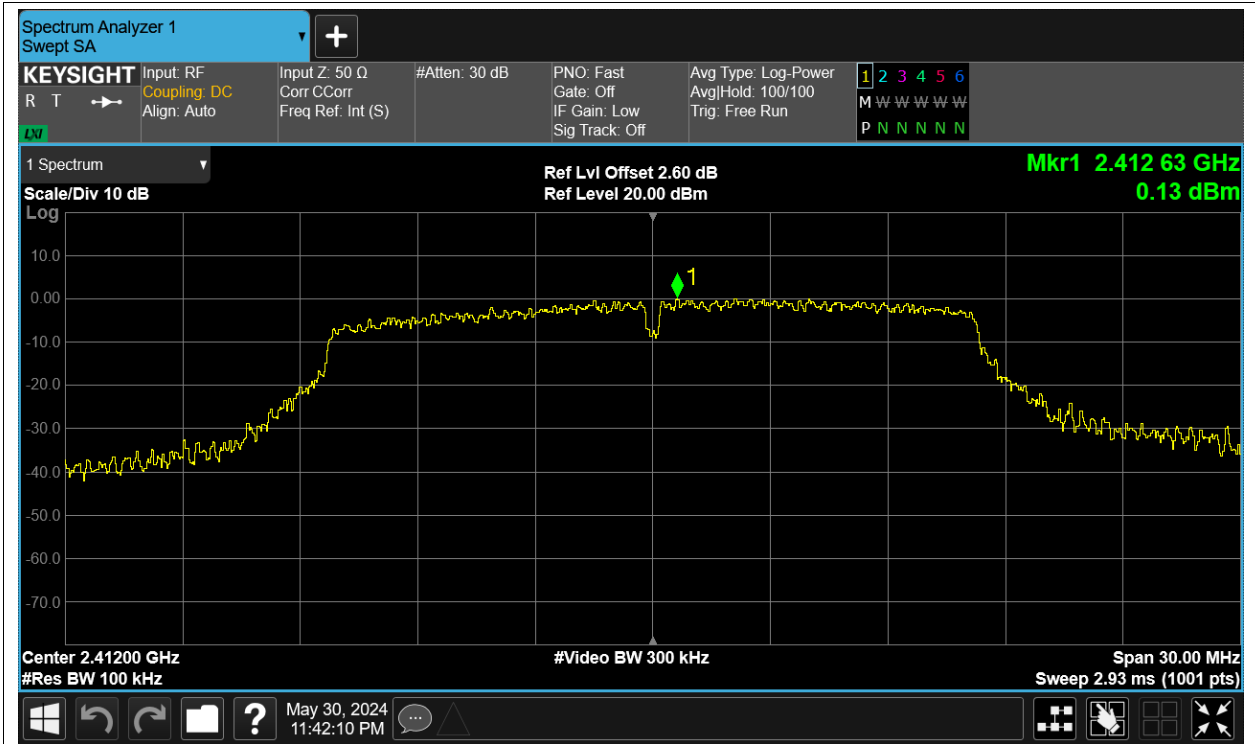 Spectrum Analyzer 1
Swept SA
KEYSIGHT
R T
LXI
Input: RF
Coupling: DC
Align: Auto
Input Z: 50 Ω
Corr CCorr
Freq Ref: Int (S)
#Atten: 30 dB
PNO: Fast
Gate: Off
IF Gain: Low
Sig Track: Off
Avg Type: Log-Power
Avg|Hold: 100/100
Trig: Free Run
1 2 3 4 5 6
M W W W W W
P N N N N N
1 Spectrum
Scale/Div 10 dB
Log
Ref Lvl Offset 2.60 dB
Ref Level 20.00 dBm
Mkr1 2.412 63 GHz
0.13 dBm
10.0
0.00
-10.0
-20.0
-30.0
-40.0
-50.0
-60.0
-70.0
1
Center 2.41200 GHz
#Res BW 100 kHz
#Video BW 300 kHz
Span 30.00 MHz
Sweep 2.93 ms (1001 pts)
?
May 30, 2024
11:42:10 PM